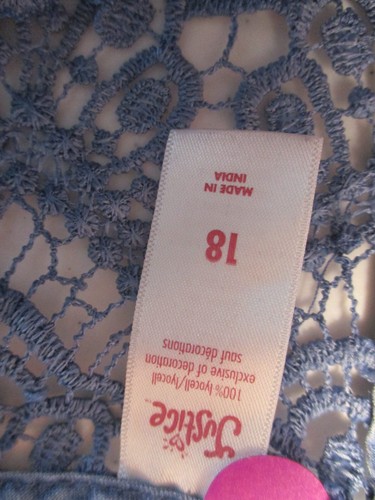 Justice
100% lyocell/lyocell
exclusive of decoration
sauf décorations
18
MADE IN
INDIA